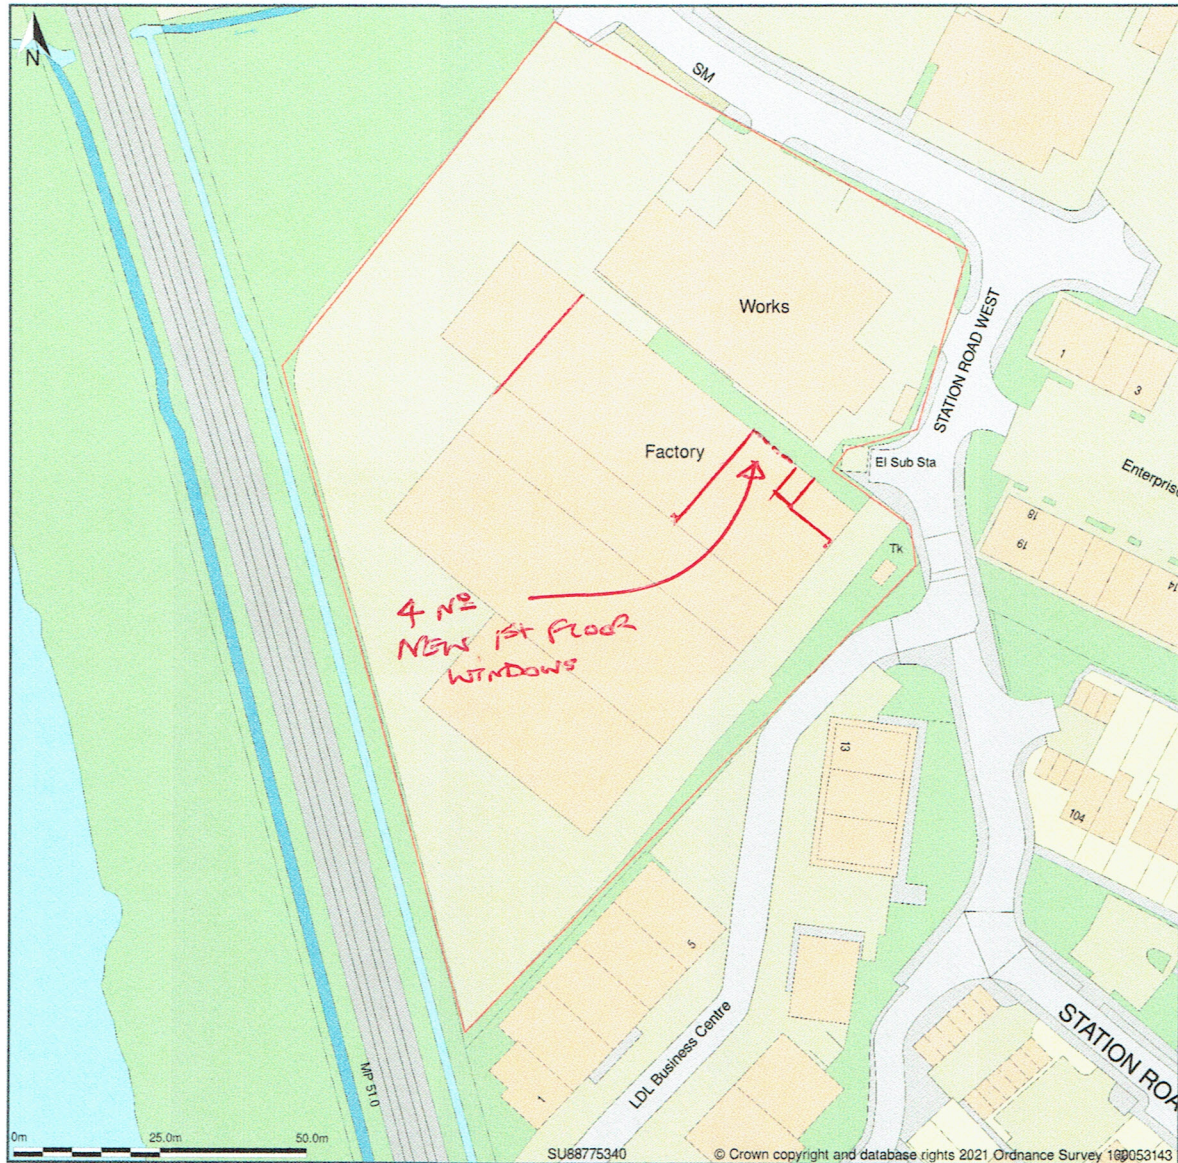 N
SM
Works
STATION ROAD WEST
1
3
Factory
El Sub Sta
Enterpris
18
19
14
Tk
4 Nº
NEW 1st FLOOR
WINDOWS
13
104
5
STATION ROA
LDL Business Centre
MP 51.0
1
0m 25.0m 50.0m
SU88775340
© Crown copyright and database rights 2021 Ordnance Survey 100053143